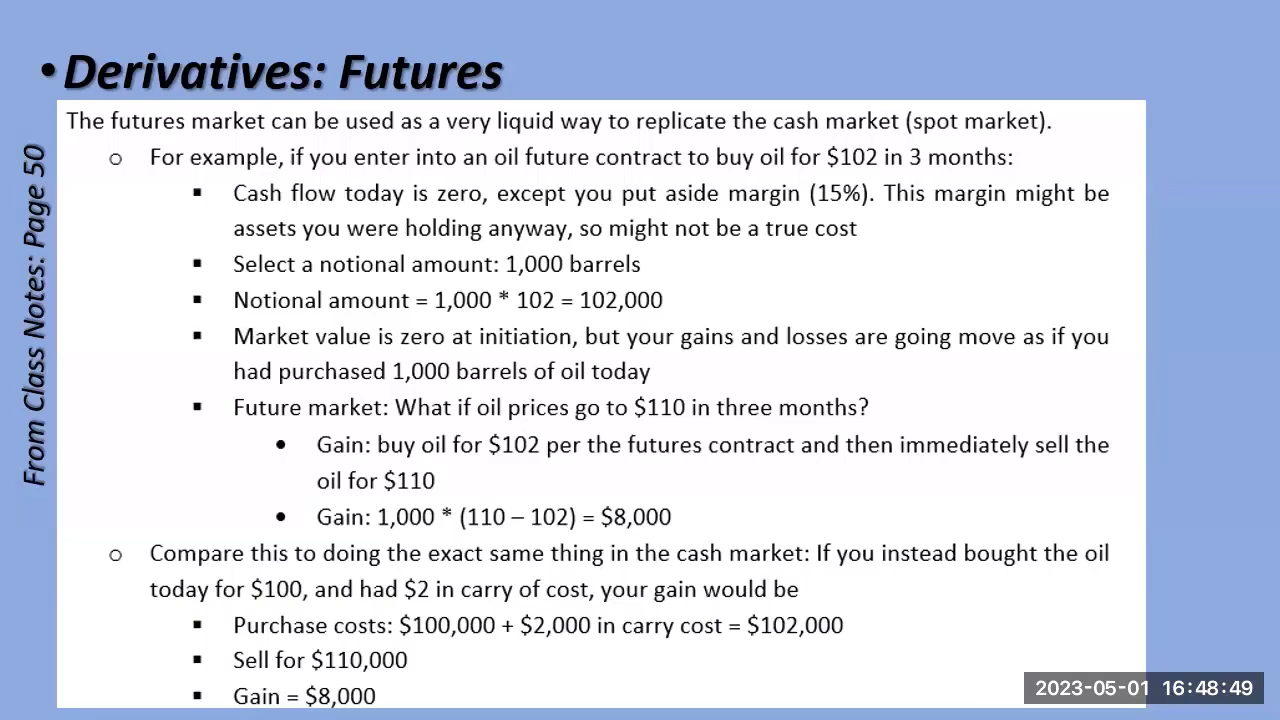 • Derivatives: Futures
From Class Notes: Page 50
The futures market can be used as a very liquid way to replicate the cash market (spot market).
o For example, if you enter into an oil future contract to buy oil for $102 in 3 months:
▪ Cash flow today is zero, except you put aside margin (15%). This margin might be
assets you were holding anyway, so might not be a true cost
▪ Select a notional amount: 1,000 barrels
▪ Notional amount = 1,000 * 102 = 102,000
▪ Market value is zero at initiation, but your gains and losses are going move as if you
had purchased 1,000 barrels of oil today
▪ Future market: What if oil prices go to $110 in three months?
• Gain: buy oil for $102 per the futures contract and then immediately sell the
oil for $110
• Gain: 1,000 * (110 – 102) = $8,000
o Compare this to doing the exact same thing in the cash market: If you instead bought the oil
today for $100, and had $2 in carry of cost, your gain would be
▪ Purchase costs: $100,000 + $2,000 in carry cost = $102,000
▪ Sell for $110,000
▪ Gain = $8,000
2023-05-01 16:48:49